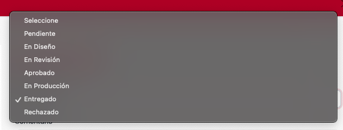 Seleccione
Pendiente
En Diseño
En Revisión
Aprobado
En Producción
Entregado
Rechazado